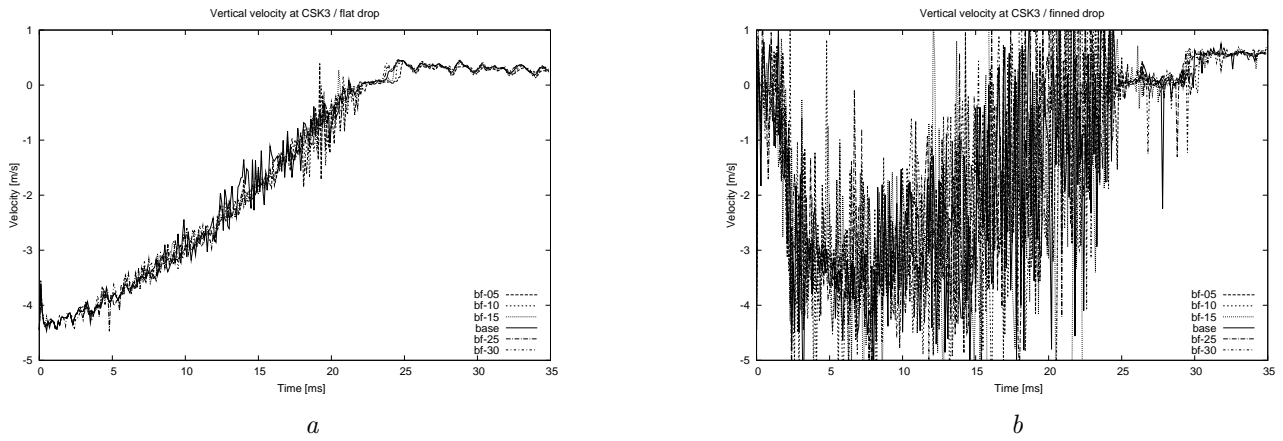 Vertical velocity at CSK3 / flat drop
1
0
-1
-2
-3
-4
-5
Velocity [m/s]
bf-05
bf-10
bf-15
base
bf-25
bf-30
0 5 10 15 20 25 30 35
Time [ms]
a
Vertical velocity at CSK3 / finned drop
1
0
-1
-2
-3
-4
-5
Velocity [m/s]
bf-05
bf-10
bf-15
base
bf-25
bf-30
0 5 10 15 20 25 30 35
Time [ms]
b